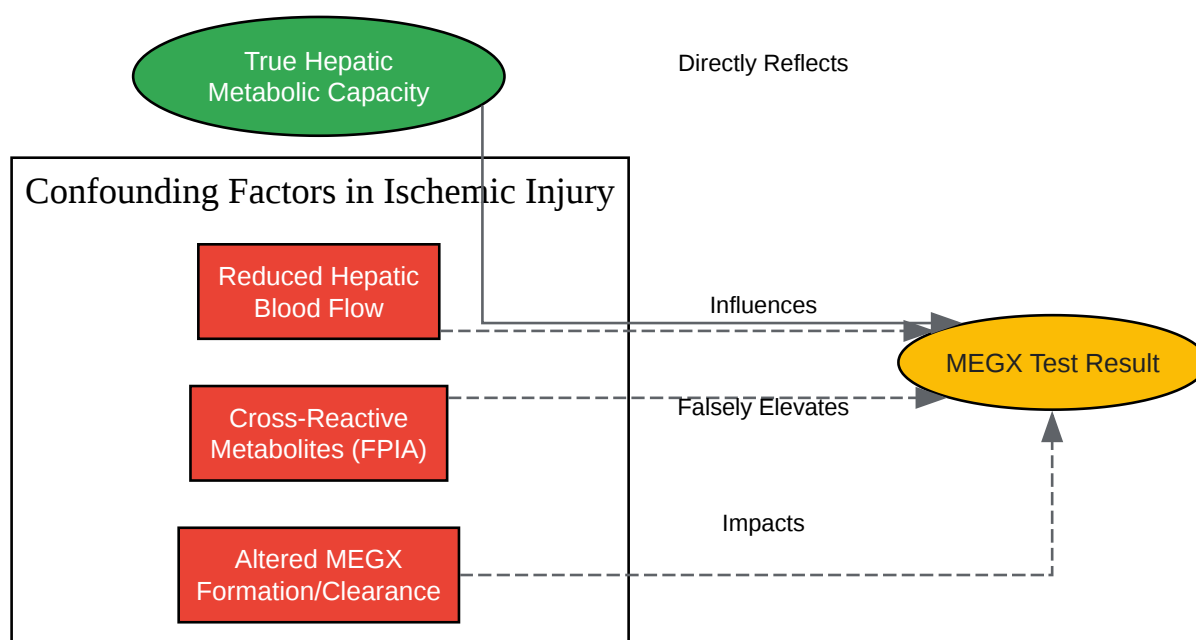 True Hepatic
Metabolic Capacity
Directly Reflects
Confounding Factors in Ischemic Injury
Reduced Hepatic
Blood Flow
Influences
MEGX Test Result
Cross-Reactive
Metabolites (FPIA)
Falsely Elevates
Impacts
Altered MEGX
Formation/Clearance